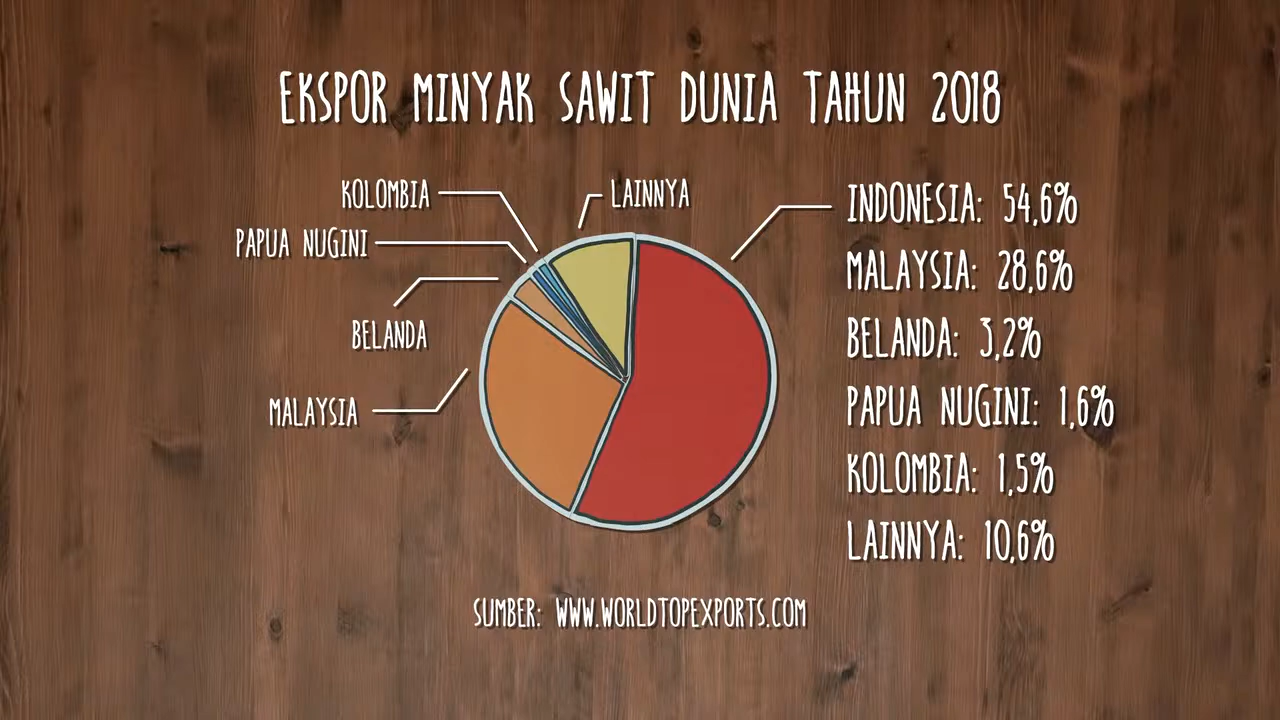 EKSPOR MINYAK SAWIT DUNIA TAHUN 2018
KOLOMBIA
LAINNYA
PAPUA NUGINI
BELANDA
MALAYSIA
INDONESIA: 54,6%
MALAYSIA: 28,6%
BELANDA: 3,2%
PAPUA NUGINI: 1,6%
KOLOMBIA: 1,5%
LAINNYA: 10,6%
SUMBER: WWW.WORLDTOPEXPORTS.COM